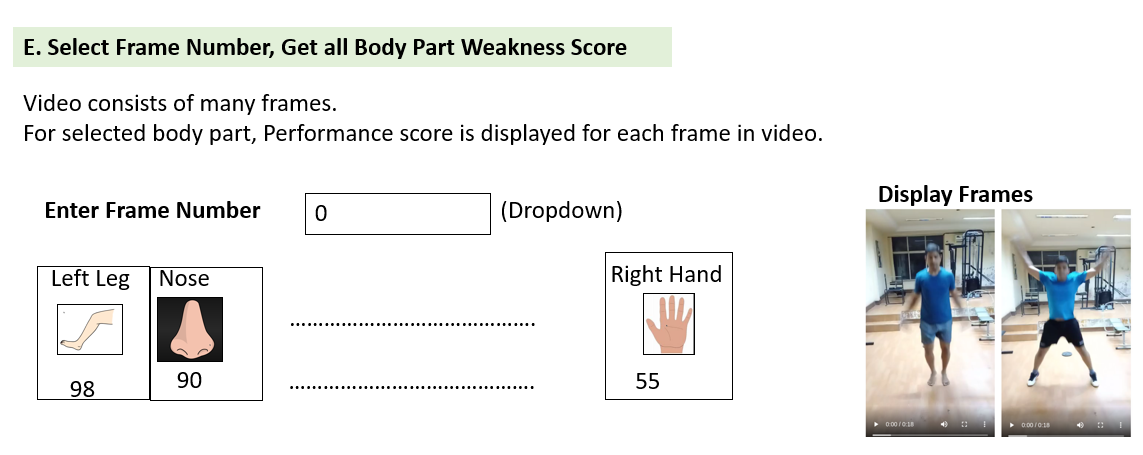 E. Select Frame Number, Get all Body Part Weakness Score
Video consists of many frames.
For selected body part, Performance score is displayed for each frame in video.
Display Frames
Enter Frame Number
0
(Dropdown)
Left Leg
Nose
Right Hand
................................................
................................................
98
90
55
0:00 / 0:18
0:00 / 0:18